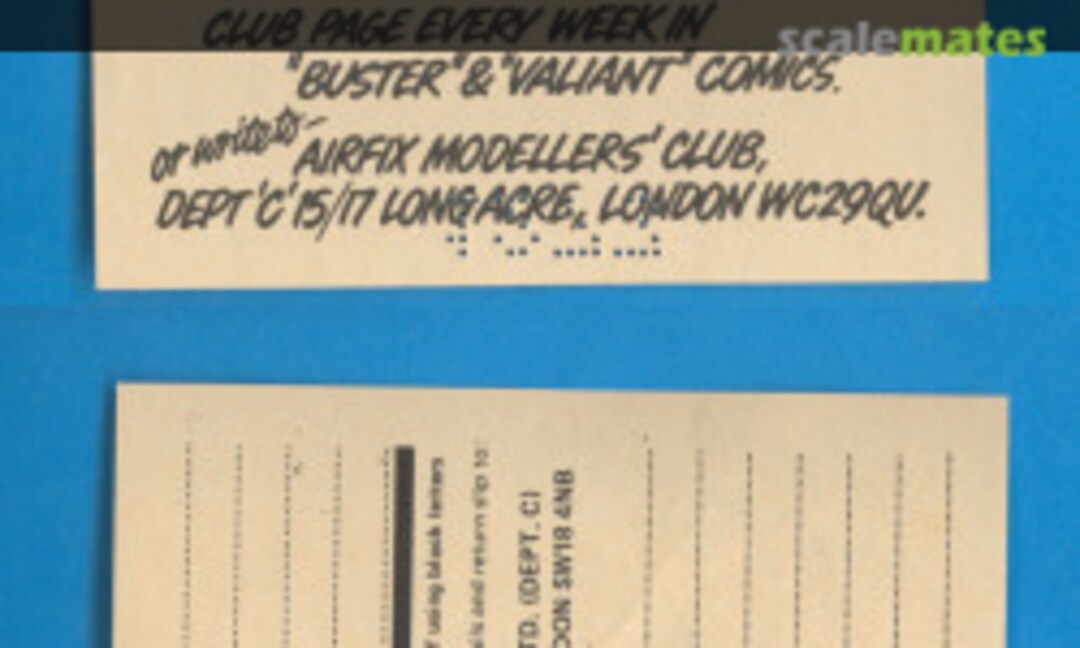 CLUB PAGE EVERY WEEK IN
scalemates
"BUSTER" & "VALIANT" COMICS.
or write to-
AIRFIX MODELLERS' CLUB,
DEPT 'C' 15/17 LONG ACRE, LONDON WC29QU.
using block letters
and return slip to:
TD. (DEPT. C)
DON SW18 4NB